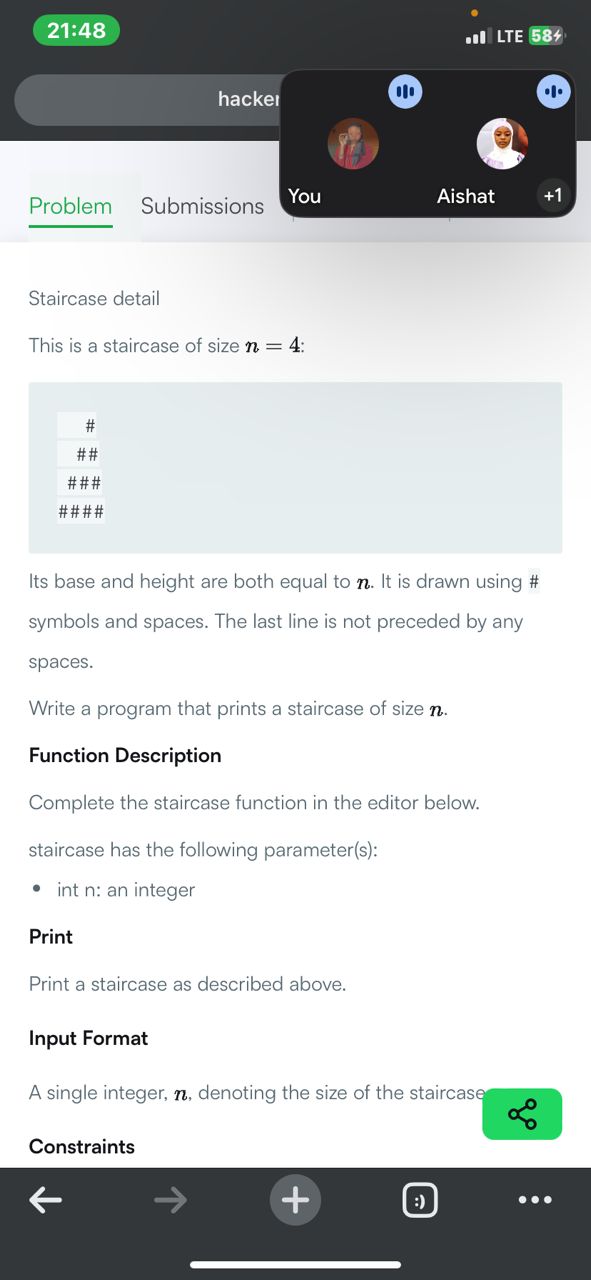 21:48
LTE 58
hacker
You
Aishat
+1
Problem Submissions
Staircase detail
This is a staircase of size n = 4:
   #
  ##
 ###
####
Its base and height are both equal to n. It is drawn using #
symbols and spaces. The last line is not preceded by any
spaces.
Write a program that prints a staircase of size n.
Function Description
Complete the staircase function in the editor below.
staircase has the following parameter(s):
• int n: an integer
Print
Print a staircase as described above.
Input Format
A single integer, n, denoting the size of the staircase
Constraints
:)